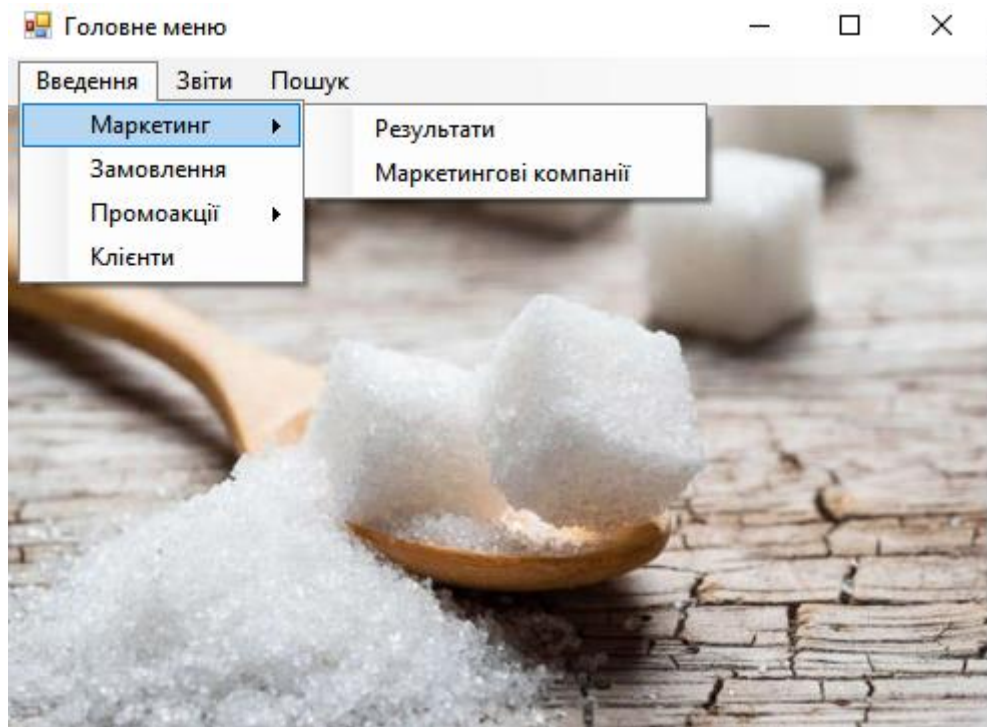 Головне меню
Введення Звіти Пошук
Маркетинг
Замовлення
Промоакції
Клієнти
Результати
Маркетингові компанії